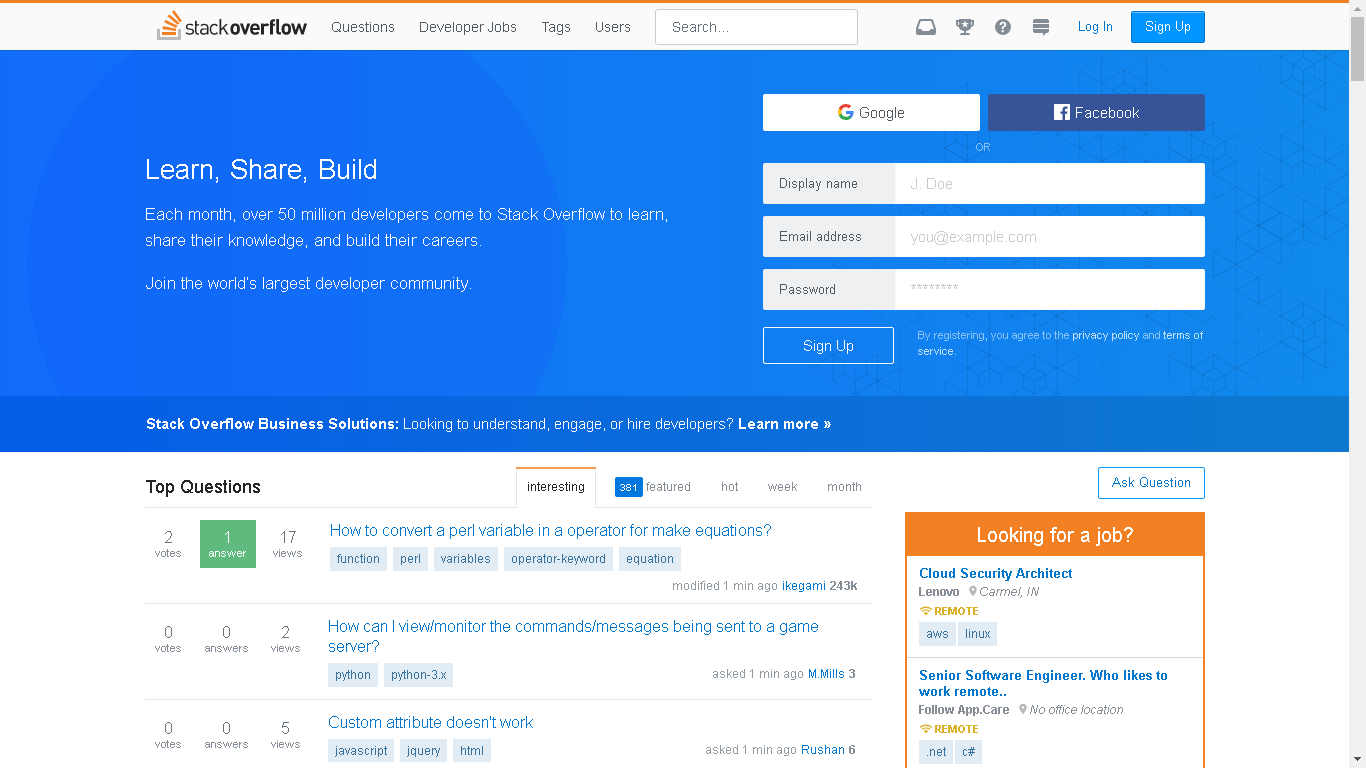 stack overflow Questions Developer Jobs Tags Users Search... Log In Sign Up
Google Facebook
OR
Learn, Share, Build
Each month, over 50 million developers come to Stack Overflow to learn,
share their knowledge, and build their careers.
Join the world's largest developer community.
Display name J. Doe
Email address you@example.com
Password ********
Sign Up
By registering, you agree to the privacy policy and terms of
service.
Stack Overflow Business Solutions: Looking to understand, engage, or hire developers? Learn more »
Top Questions
interesting 381 featured hot week month
2 votes 1 answer 17 views
How to convert a perl variable in a operator for make equations?
function perl variables operator-keyword equation
modified 1 min ago ikegami 243k
0 votes 0 answers 2 views
How can I view/monitor the commands/messages being sent to a game
server?
python python-3.x
asked 1 min ago M.Mills 3
0 votes 0 answers 5 views
Custom attribute doesn't work
javascript jquery html
asked 1 min ago Rushan 6
Ask Question
Looking for a job?
Cloud Security Architect
Lenovo Carmel, IN
REMOTE
aws linux
Senior Software Engineer. Who likes to
work remote..
Follow App.Care No office location
REMOTE
.net c#